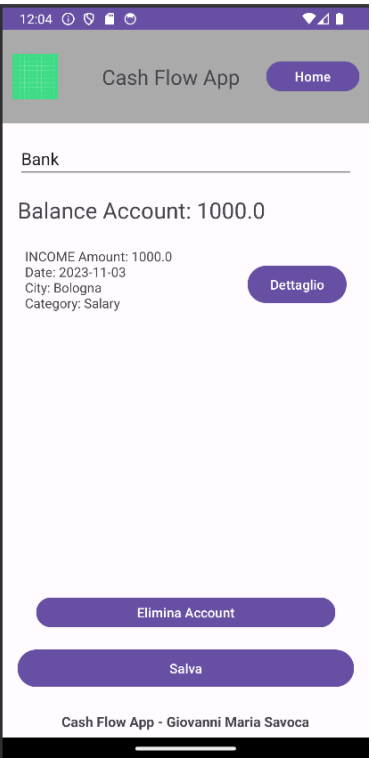 12:04
Cash Flow App
Home
Bank
Balance Account: 1000.0
INCOME Amount: 1000.0
Date: 2023-11-03
City: Bologna
Category: Salary
Dettaglio
Elimina Account
Salva
Cash Flow App - Giovanni Maria Savoca